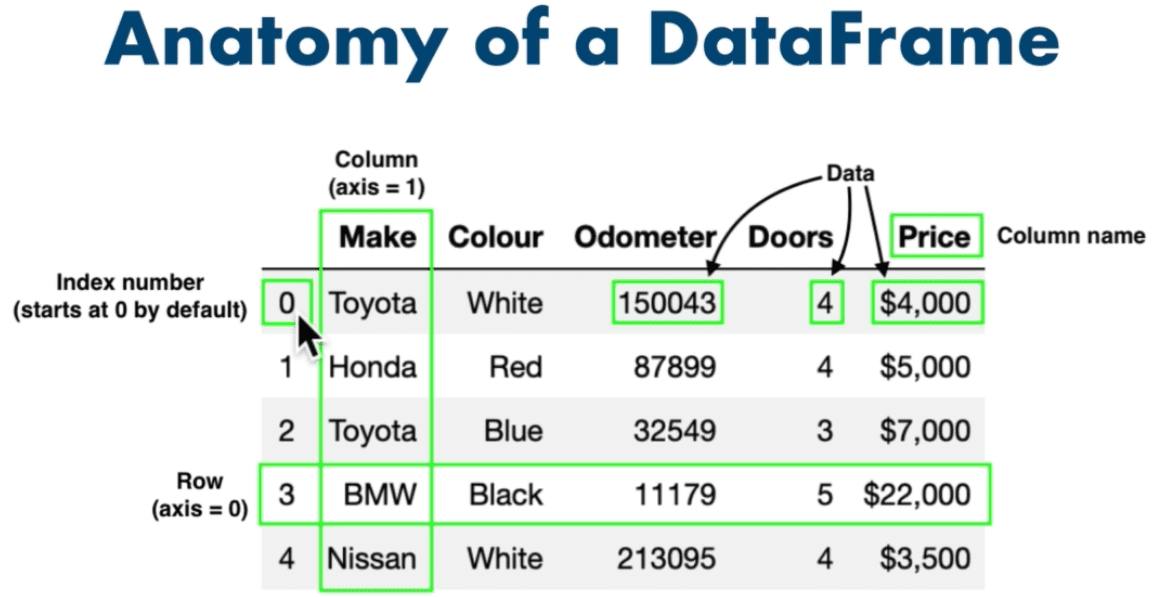 Anatomy of a DataFrame
Column
(axis = 1)
Data
Make Colour Odometer Doors Price
Column name
Index number
(starts at 0 by default)
0 Toyota White 150043 4 $4,000
1 Honda Red 87899 4 $5,000
2 Toyota Blue 32549 3 $7,000
Row
(axis = 0)
3 BMW Black 11179 5 $22,000
4 Nissan White 213095 4 $3,500